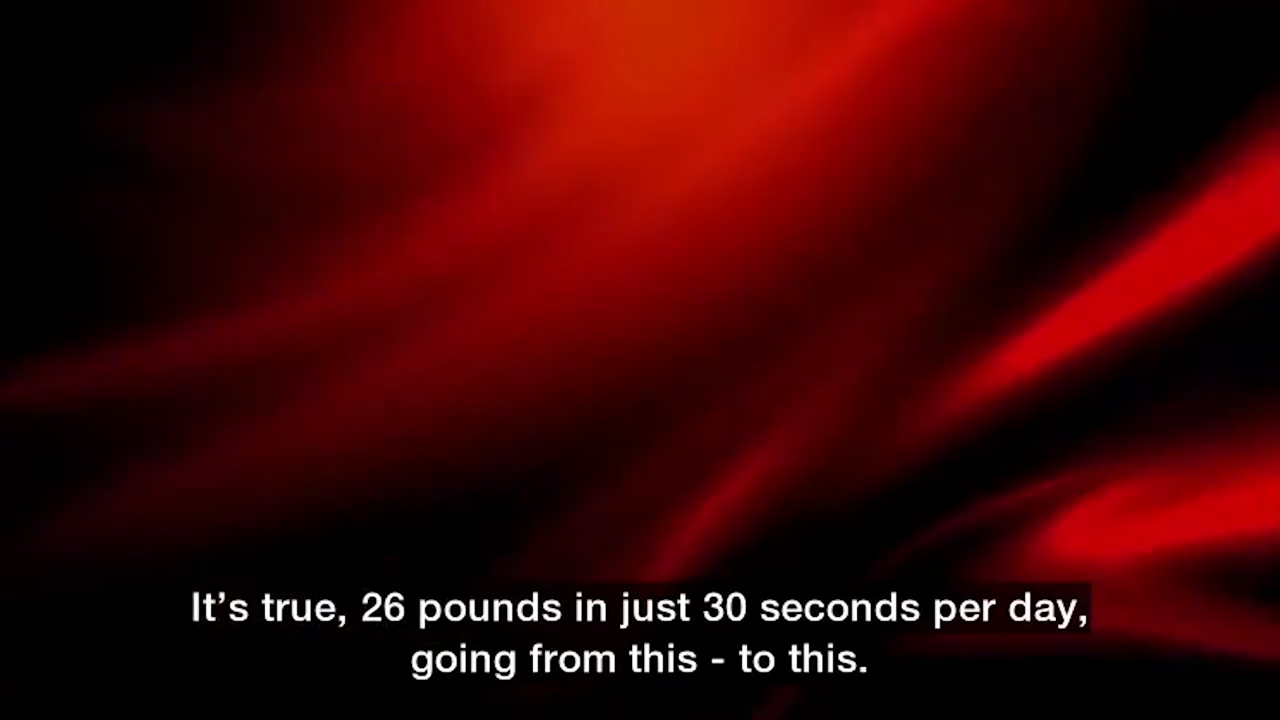 It’s true, 26 pounds in just 30 seconds per day,
going from this - to this.